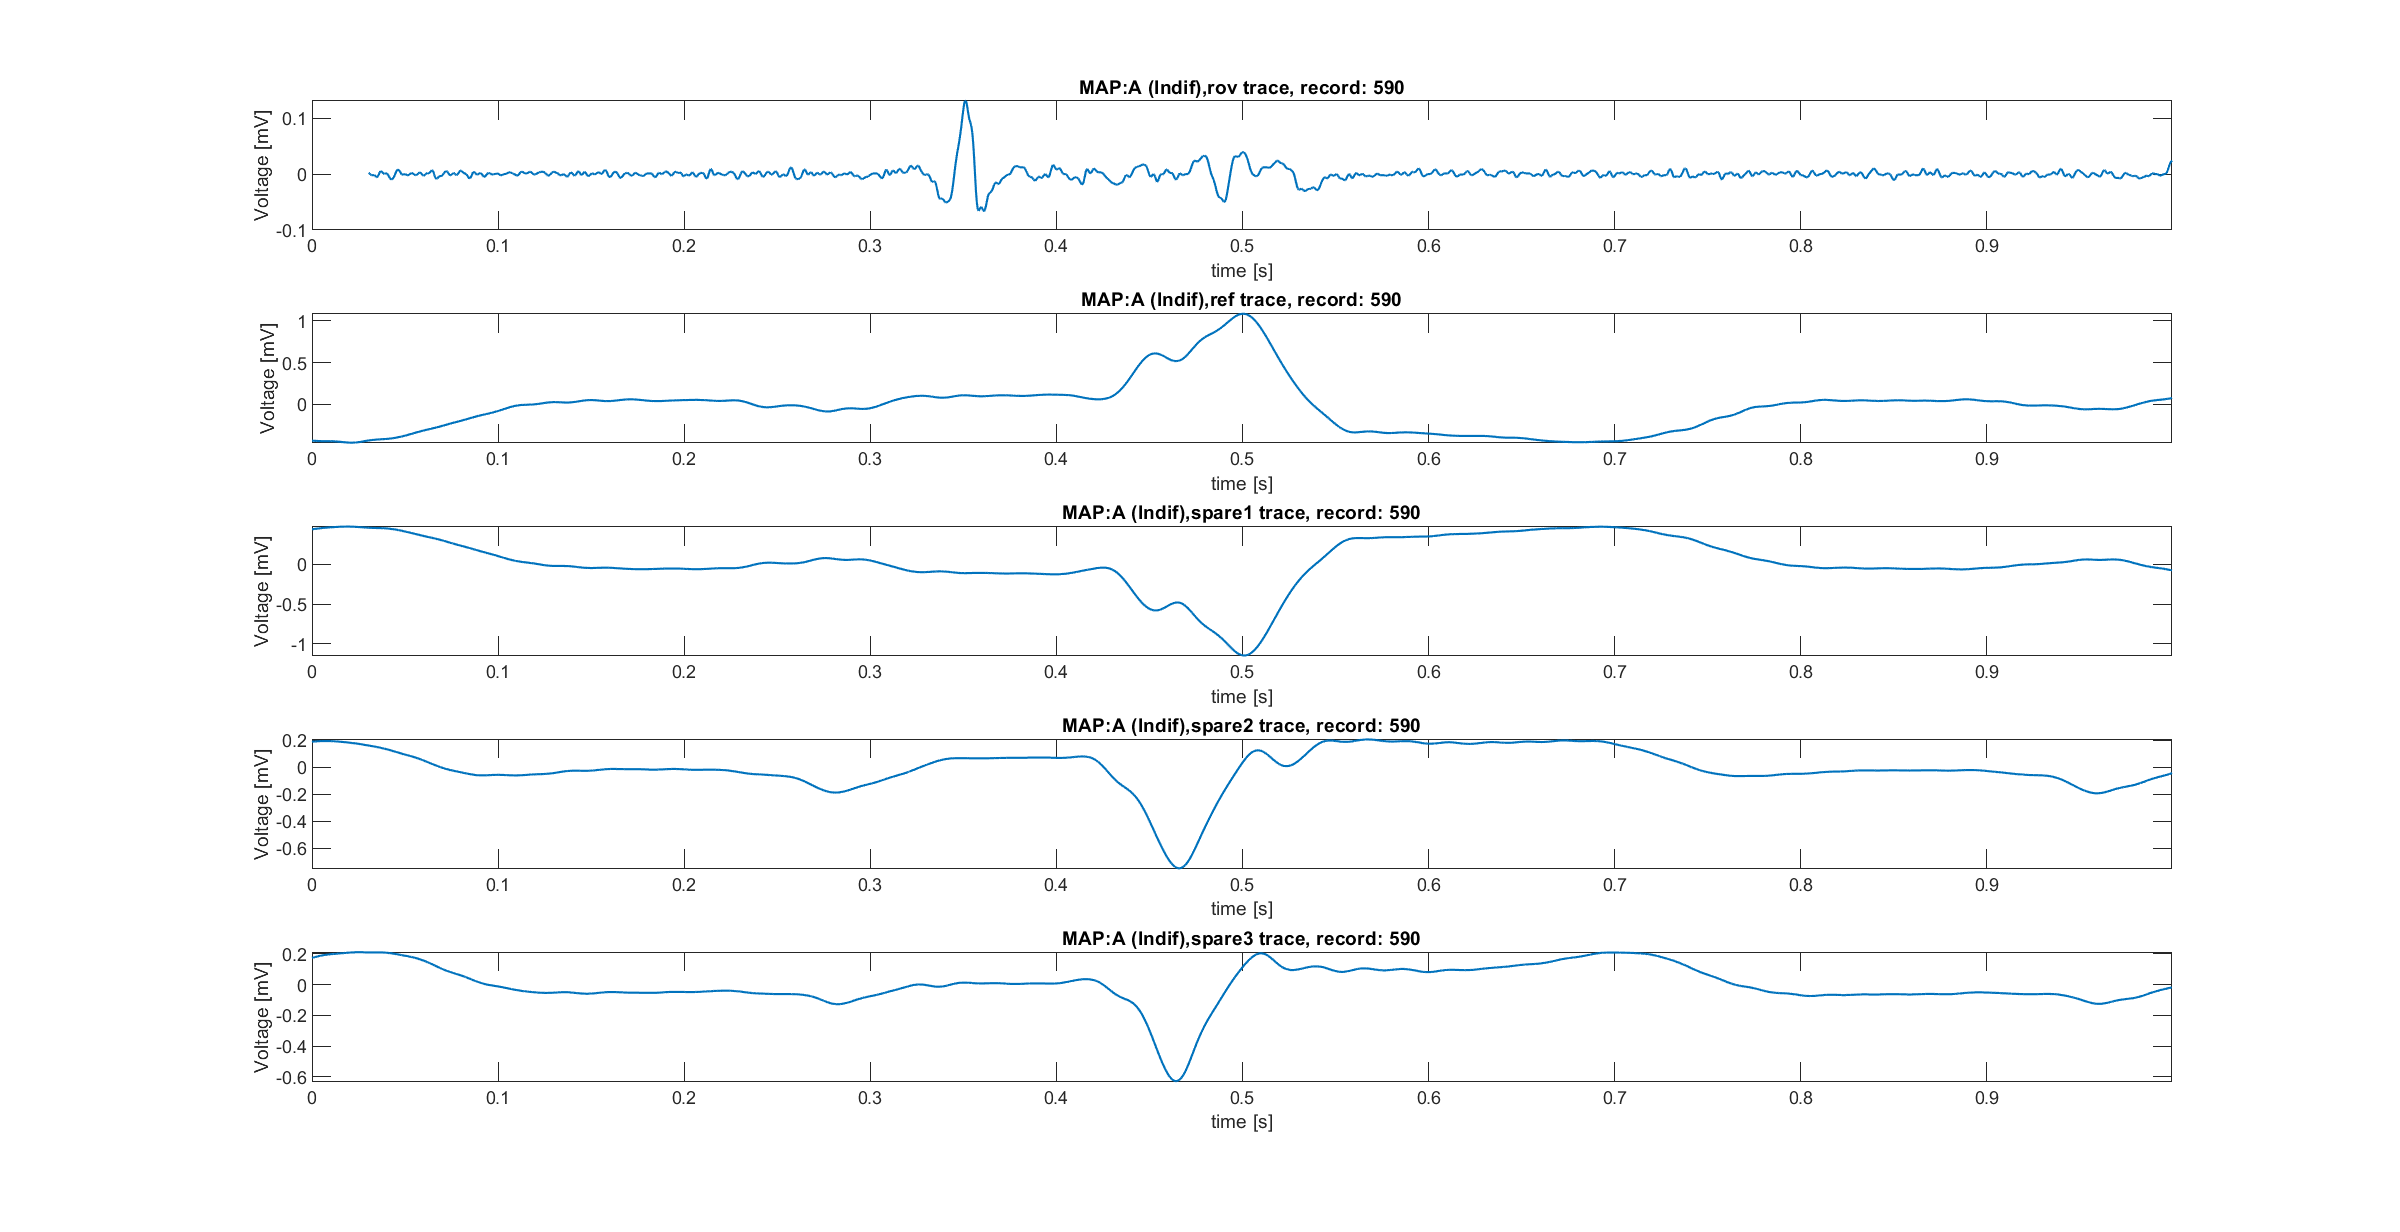 MAP:A (Indif),rov trace, record: 590
Voltage [mV]
0.1
0
-0.1
0 0.1 0.2 0.3 0.4 0.5 0.6 0.7 0.8 0.9
time [s]
MAP:A (Indif),ref trace, record: 590
Voltage [mV]
1
0.5
0
0 0.1 0.2 0.3 0.4 0.5 0.6 0.7 0.8 0.9
time [s]
MAP:A (Indif),spare1 trace, record: 590
Voltage [mV]
0
-0.5
-1
0 0.1 0.2 0.3 0.4 0.5 0.6 0.7 0.8 0.9
time [s]
MAP:A (Indif),spare2 trace, record: 590
Voltage [mV]
0.2
0
-0.2
-0.4
-0.6
0 0.1 0.2 0.3 0.4 0.5 0.6 0.7 0.8 0.9
time [s]
MAP:A (Indif),spare3 trace, record: 590
Voltage [mV]
0.2
0
-0.2
-0.4
-0.6
0 0.1 0.2 0.3 0.4 0.5 0.6 0.7 0.8 0.9
time [s]